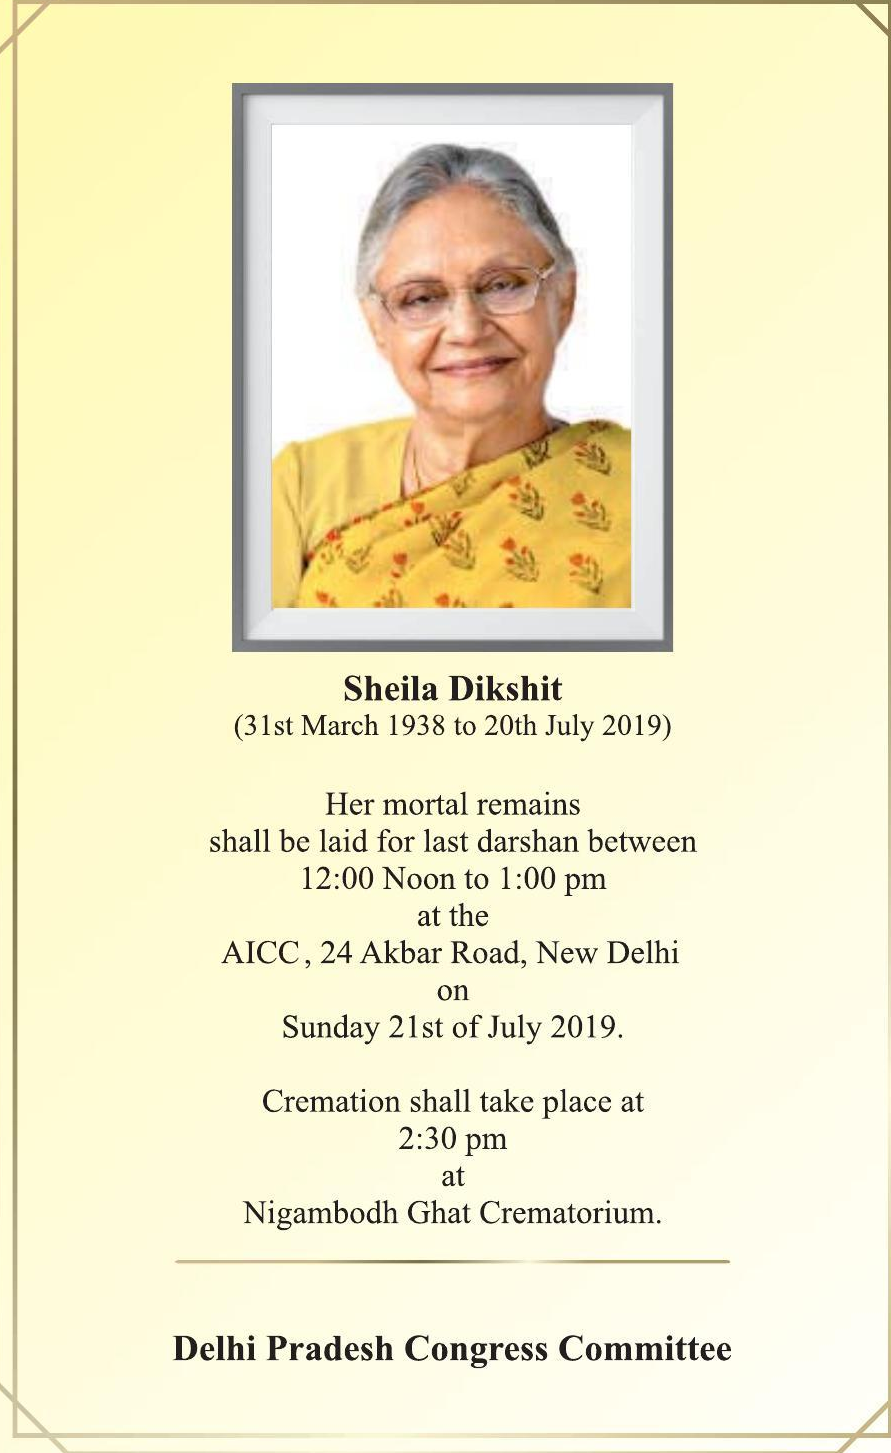 Sheila Dikshit
(31st March 1938 to 20th July 2019)
Her mortal remains
shall be laid for last darshan between
12:00 Noon to 1:00 pm
at the
AICC, 24 Akbar Road, New Delhi
on
Sunday 21st of July 2019.
Cremation shall take place at
2:30 pm
at
Nigambodh Ghat Crematorium.
Delhi Pradesh Congress Committee